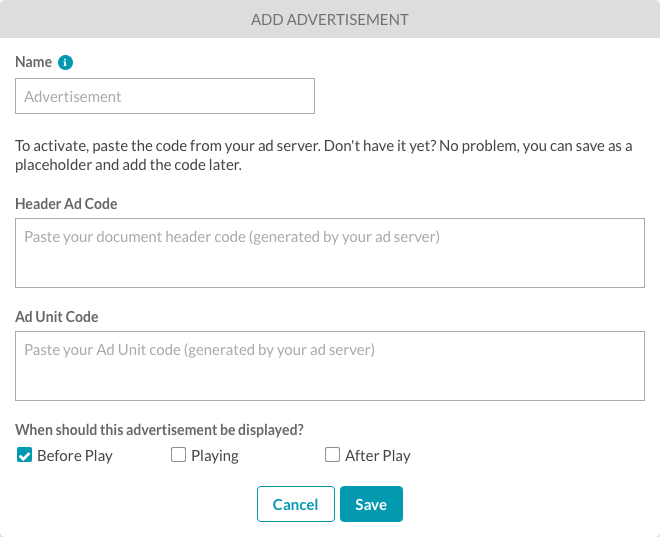 ADD ADVERTISEMENT
Name i
Advertisement
To activate, paste the code from your ad server. Don't have it yet? No problem, you can save as a
placeholder and add the code later.
Header Ad Code
Paste your document header code (generated by your ad server)
Ad Unit Code
Paste your Ad Unit code (generated by your ad server)
When should this advertisement be displayed?
Before Play Playing After Play
Cancel Save